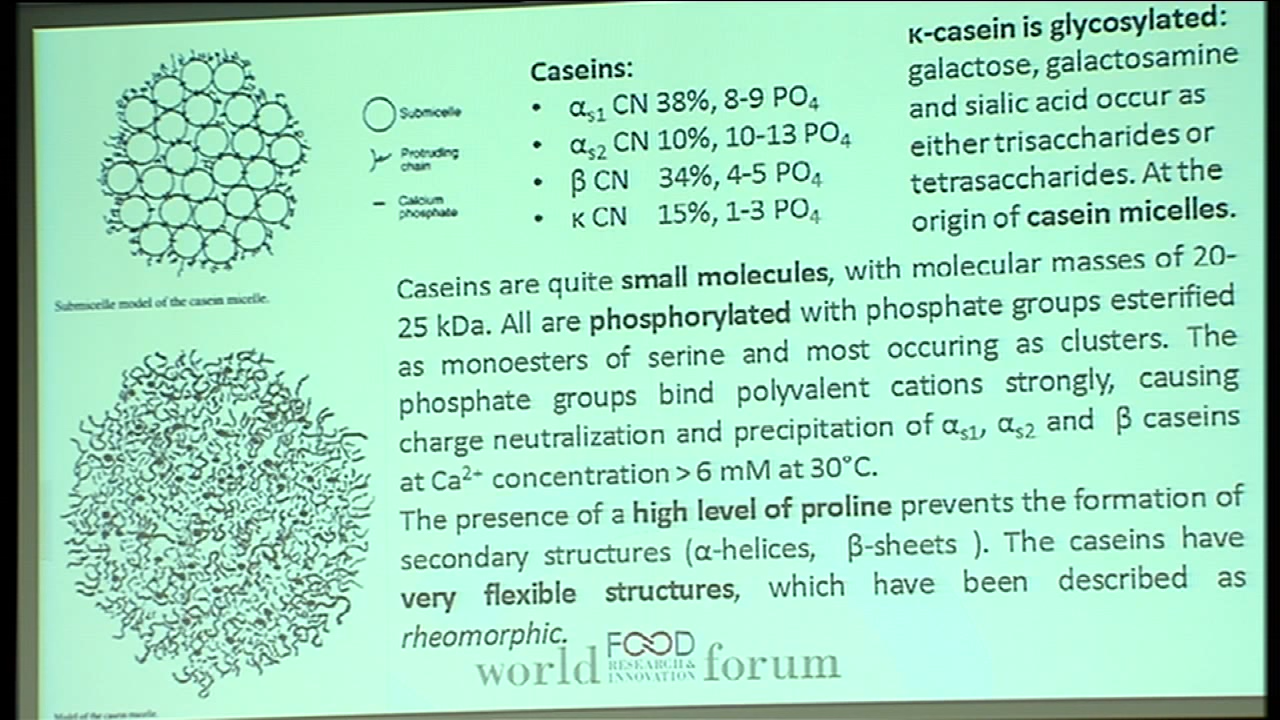 Submicelle
Protruding
chain
Calcium
phosphate
Submicelle model of the casein micelle.
Model of the casein micelle.
Caseins:
• αs1 CN 38%, 8-9 PO4
• αs2 CN 10%, 10-13 PO4
• β CN 34%, 4-5 PO4
• κ CN 15%, 1-3 PO4
κ-casein is glycosylated:
galactose, galactosamine
and sialic acid occur as
either trisaccharides or
tetrasaccharides. At the
origin of casein micelles.
Caseins are quite small molecules, with molecular masses of 20-
25 kDa. All are phosphorylated with phosphate groups esterified
as monoesters of serine and most occuring as clusters. The
phosphate groups bind polyvalent cations strongly, causing
charge neutralization and precipitation of αs1, αs2 and β caseins
at Ca2+ concentration > 6 mM at 30°C.
The presence of a high level of proline prevents the formation of
secondary structures (α-helices, β-sheets ). The caseins have
very flexible structures, which have been described as
rheomorphic.
world FOOD RESEARCH & INNOVATION forum